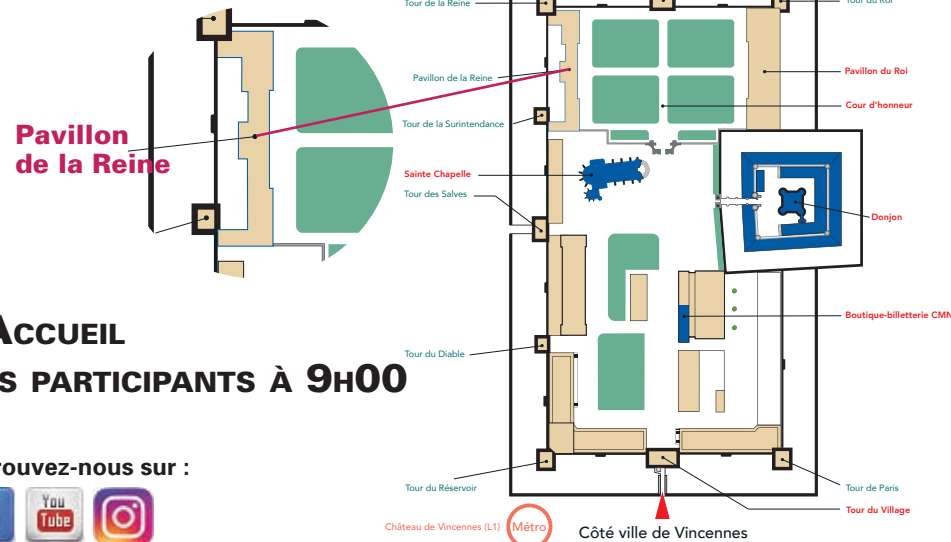 Tour de la Reine
Tour du Roi
Pavillon de la Reine
Pavillon du Roi
Cour d'honneur
Tour de la Surintendance
Pavillon
de la Reine
Sainte Chapelle
Tour des Salves
Donjon
Boutique-billetterie CMN
ACCUEIL
S PARTICIPANTS À 9H00
Tour du Diable
rouvez-nous sur :
You
Tube
Tour du Réservoir
Tour de Paris
Tour du Village
Château de Vincennes (L1)
Métro
Côté ville de Vincennes